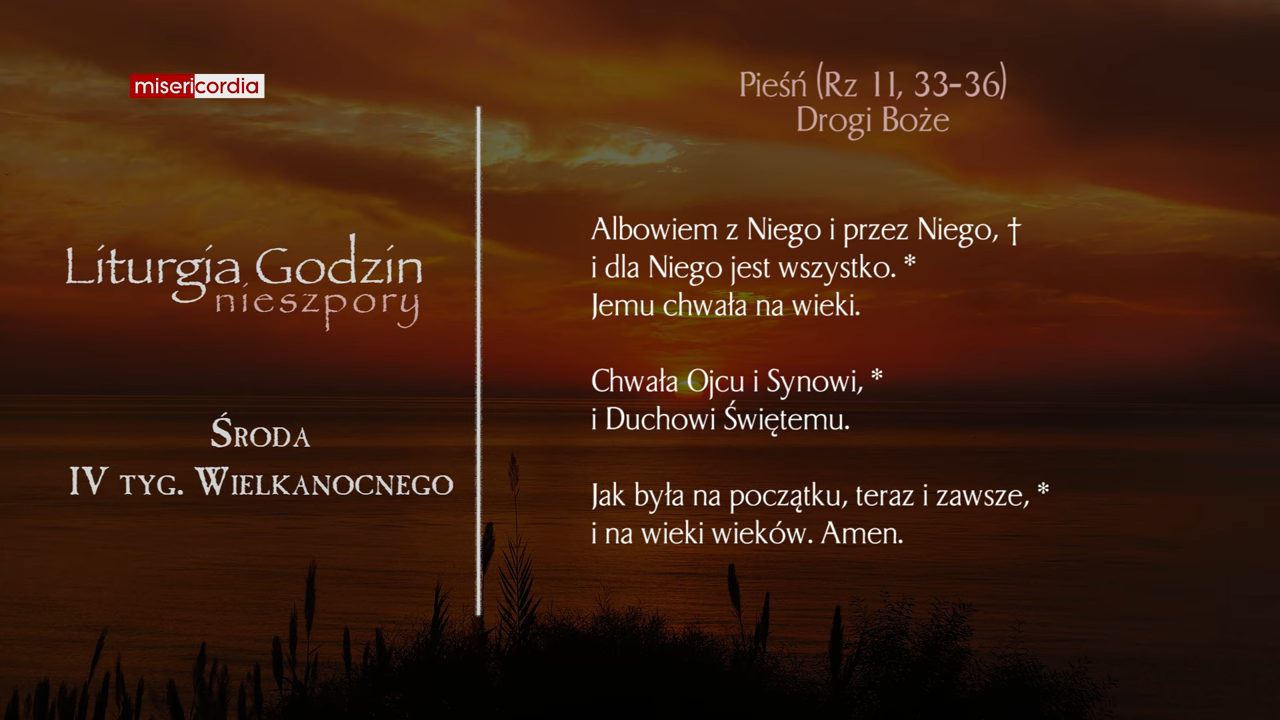 misericordia
Liturgia Godzin
nieszpory
Środa
IV tyg. Wielkanocnego
Pieśń (Rz 11, 33-36)
Drogi Boże
Albowiem z Niego i przez Niego, †
i dla Niego jest wszystko. *
Jemu chwała na wieki.
Chwała Ojcu i Synowi, *
i Duchowi Świętemu.
Jak była na początku, teraz i zawsze, *
i na wieki wieków. Amen.